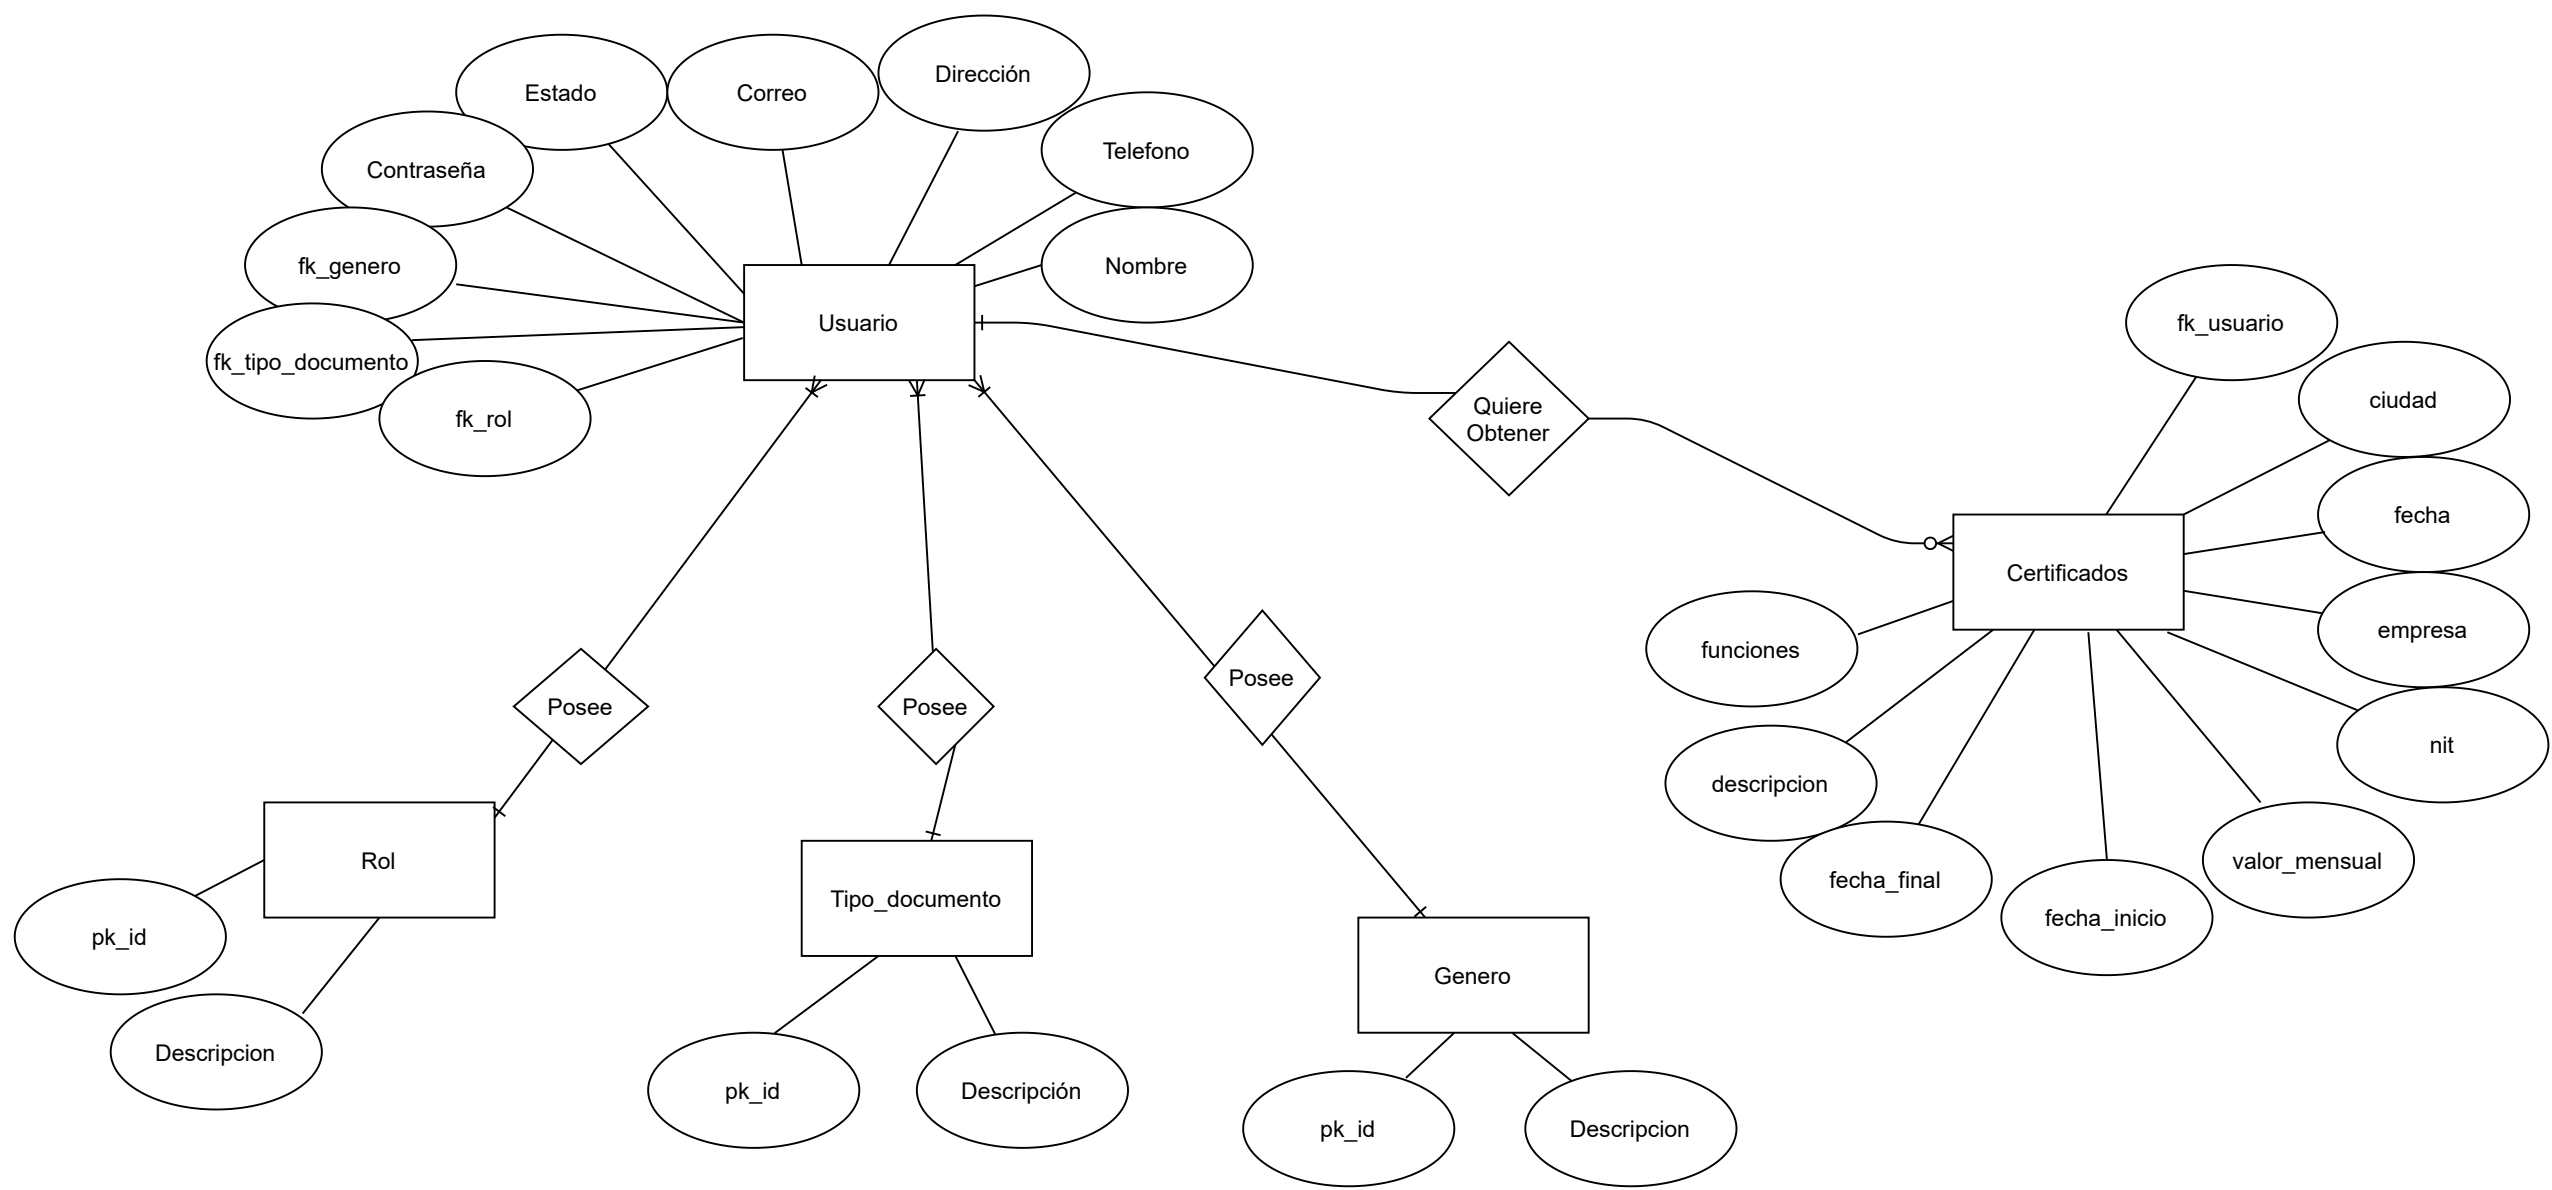 Dirección
Estado
Correo
Telefono
Contraseña
fk_genero
Nombre
Usuario
fk_usuario
fk_tipo_documento
fk_rol
Quiere
Obtener
ciudad
fecha
Certificados
empresa
funciones
Posee
Posee
Posee
nit
descripcion
Rol
Tipo_documento
fecha_final
valor_mensual
fecha_inicio
pk_id
Genero
Descripcion
pk_id
Descripción
pk_id
Descripcion